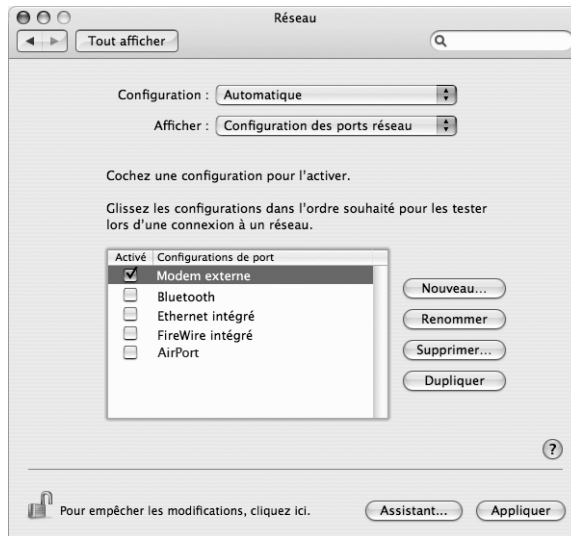 Réseau
Tout afficher
Configuration : Automatique
Afficher : Configuration des ports réseau
Cochez une configuration pour l'activer.
Glissez les configurations dans l'ordre souhaité pour les tester
lors d'une connexion à un réseau.
Activé Configurations de port
Modem externe
Bluetooth
Ethernet intégré
FireWire intégré
AirPort
Nouveau...
Renommer
Supprimer...
Dupliquer
?
Pour empêcher les modifications, cliquez ici.
Assistant... Appliquer